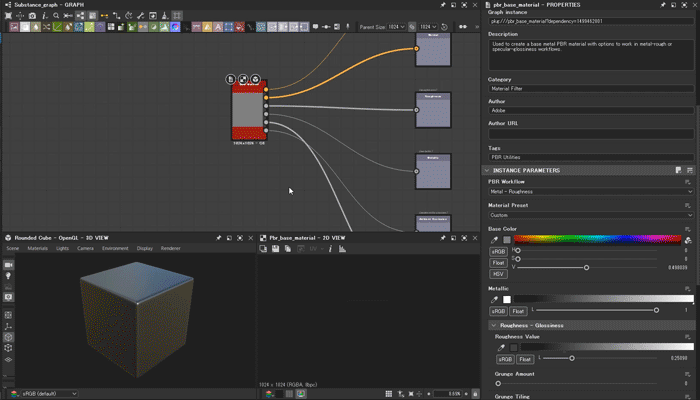 Substance_graph - GRAPH
Parent Size: 1024 1024
1024x1024 - C8
Rounded Cube - OpenGL - 3D VIEW
Scene Materials Lights Camera Environment Display Renderer
sRGB (default)
Pbr_base_material - 2D VIEW
1024 x 1024 (RGBA, 8bpc)
pbr_base_material - PROPERTIES
Graph instance
pkg:///pbr_base_material?dependency=1499462081
Description
Used to create a base metal PBR material with options to work in metal-rough or
specular-glossiness workflows.
Category
Material Filter
Author
Adobe
Author URL
Tags
PBR Utilities
INSTANCE PARAMETERS
PBR Workflow
Metal - Roughness
Material Preset
Custom
Base Color
sRGB H 0
Float S 0
HSV V
Metallic
sRGB Float L 1
Roughness - Glossiness
Roughness Value
sRGB Float L
Grunge Amount
0
Grunge Tiling